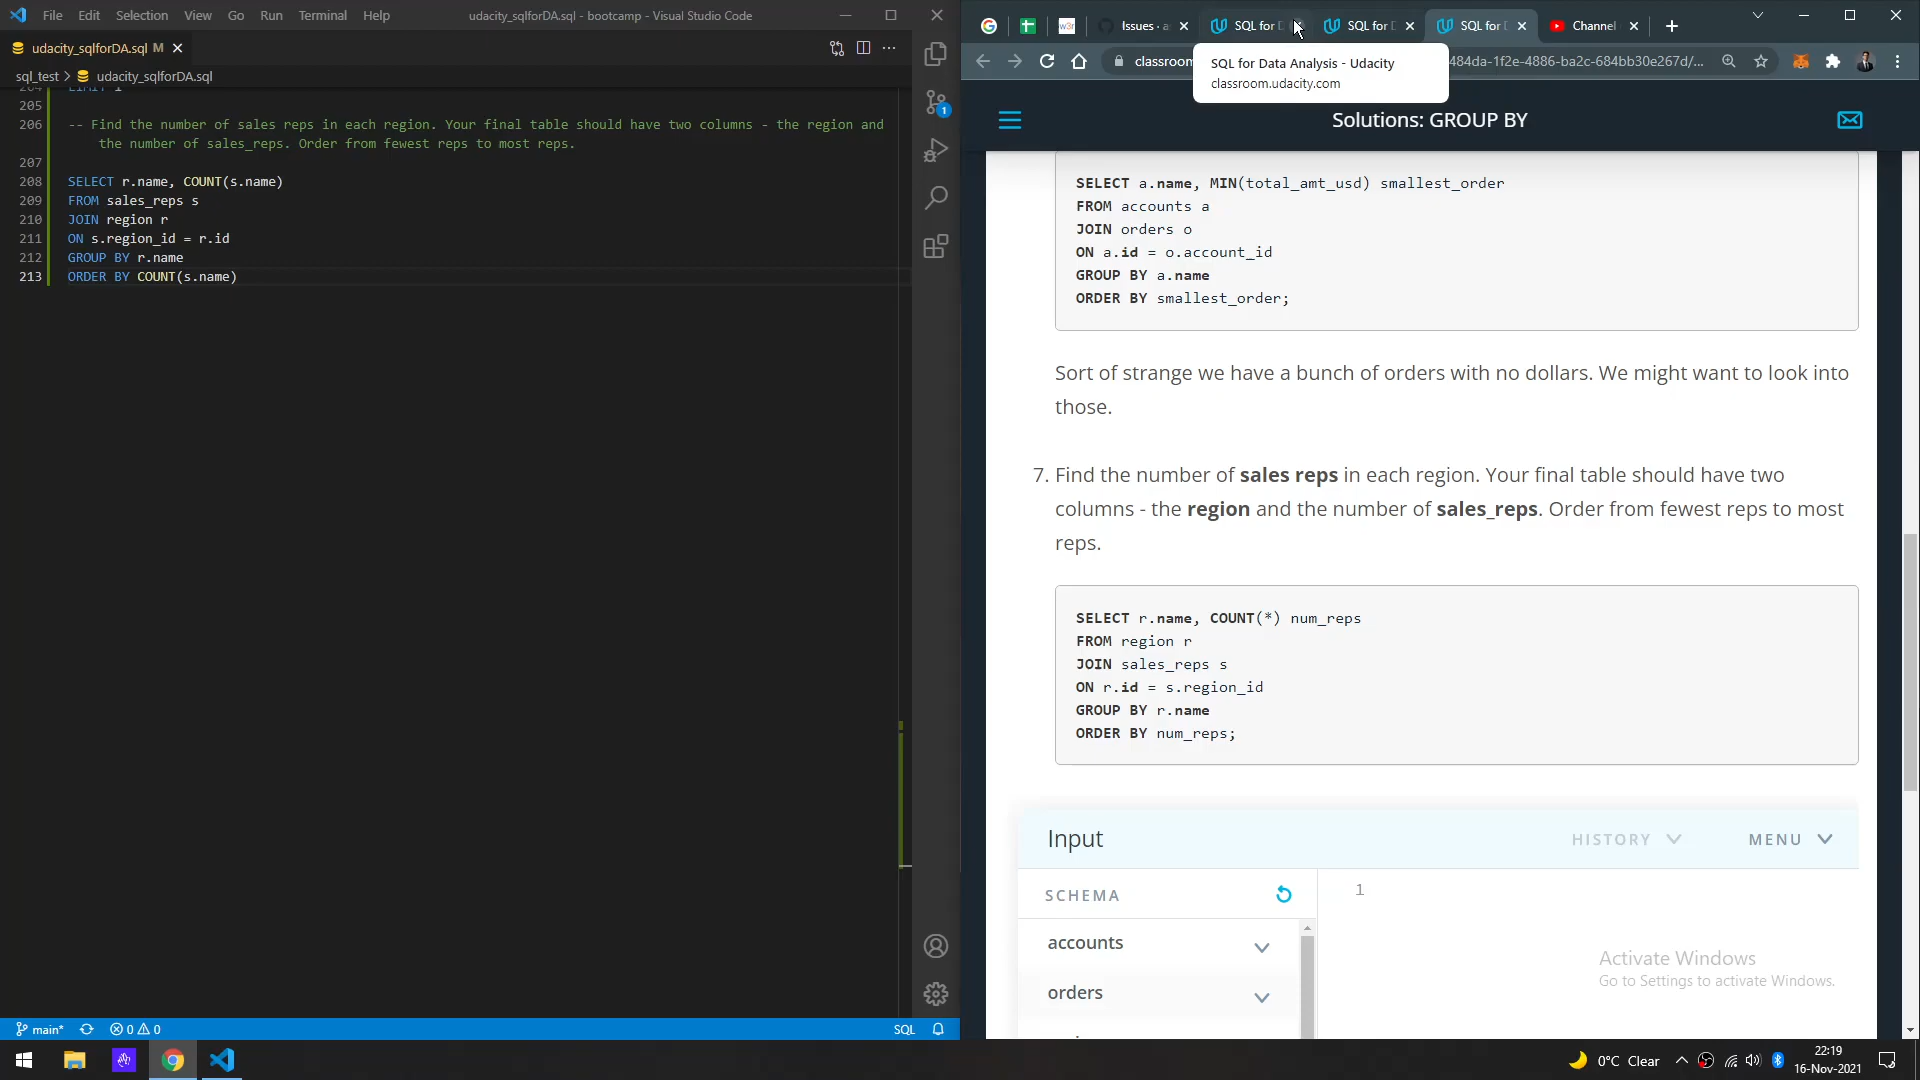 File Edit Selection View Go Run Terminal Help
udacity_sqlforDA.sql - bootcamp - Visual Studio Code
udacity_sqlforDA.sql M
sql_test > udacity_sqlforDA.sql
204 LIMIT 1
205
206 -- Find the number of sales reps in each region. Your final table should have two columns - the region and
the number of sales_reps. Order from fewest reps to most reps.
207
208 SELECT r.name, COUNT(s.name)
209 FROM sales_reps s
210 JOIN region r
211 ON s.region_id = r.id
212 GROUP BY r.name
213 ORDER BY COUNT(s.name)
1
main* 0 0 SQL
w3r
Issues · a
SQL for D
SQL for D
SQL for D
Channel
classroom
484da-1f2e-4886-ba2c-684bb30e267d/...
SQL for Data Analysis - Udacity
classroom.udacity.com
Solutions: GROUP BY
SELECT a.name, MIN(total_amt_usd) smallest_order
FROM accounts a
JOIN orders o
ON a.id = o.account_id
GROUP BY a.name
ORDER BY smallest_order;
Sort of strange we have a bunch of orders with no dollars. We might want to look into
those.
7. Find the number of sales reps in each region. Your final table should have two
columns - the region and the number of sales_reps. Order from fewest reps to most
reps.
SELECT r.name, COUNT(*) num_reps
FROM region r
JOIN sales_reps s
ON r.id = s.region_id
GROUP BY r.name
ORDER BY num_reps;
Input
HISTORY
MENU
SCHEMA
1
accounts
orders
Activate Windows
Go to Settings to activate Windows.
0°C Clear
22:19
16-Nov-2021